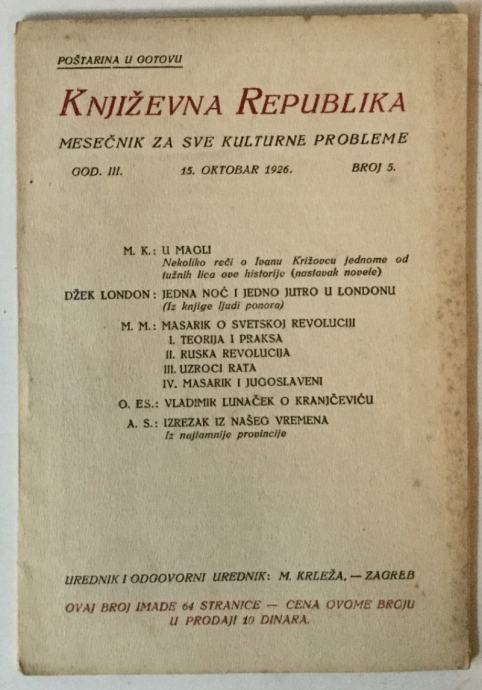 POŠTARINA U GOTOVU
KNJIŽEVNA REPUBLIKA
MESEČNIK ZA SVE KULTURNE PROBLEME
GOD. III. 15. OKTOBAR 1926. BROJ 5.
M. K.: U MAGLI
Nekoliko reči o Ivanu Križovcu jednome od
tužnih lica ove historije (nastavak novele)
DŽEK LONDON: JEDNA NOĆ I JEDNO JUTRO U LONDONU
(Iz knjige ljudi ponora)
M. M.: MASARIK O SVETSKOJ REVOLUCIJI
I. TEORIJA I PRAKSA
II. RUSKA REVOLUCIJA
III. UZROCI RATA
IV. MASARIK I JUGOSLAVENI
O. ES.: VLADIMIR LUNAČEK O KRANJČEVIĆU
A. S.: IZREZAK IZ NAŠEG VREMENA
Iz najtamnije provincije
UREDNIK I ODGOVORNI UREDNIK: M. KRLEŽA, — ZAGREB
OVAJ BROJ IMADE 64 STRANICE — CENA OVOME BROJU
U PRODAJI 10 DINARA.